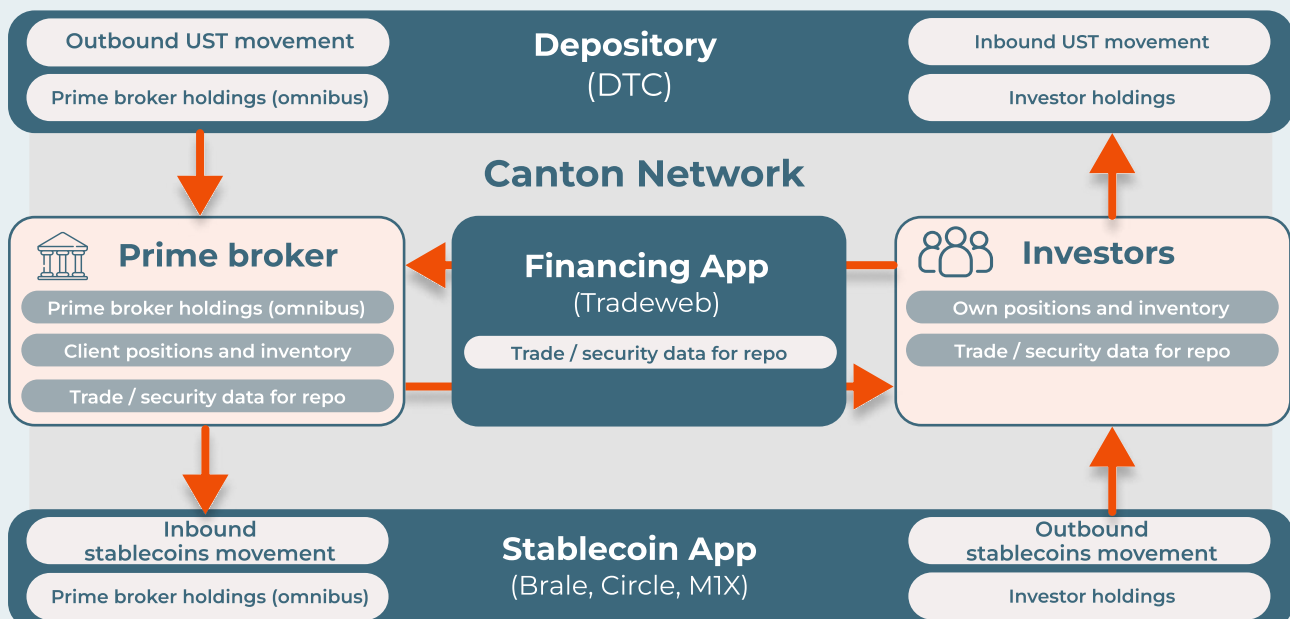 Outbound UST movement
Prime broker holdings (omnibus)
Depository
(DTC)
Inbound UST movement
Investor holdings
Canton Network
Prime broker
Prime broker holdings (omnibus)
Client positions and inventory
Trade / security data for repo
Financing App
(Tradeweb)
Trade / security data for repo
Investors
Own positions and inventory
Trade / security data for repo
Inbound
stablecoins movement
Prime broker holdings (omnibus)
Stablecoin App
(Brale, Circle, M1X)
Outbound
stablecoins movement
Investor holdings